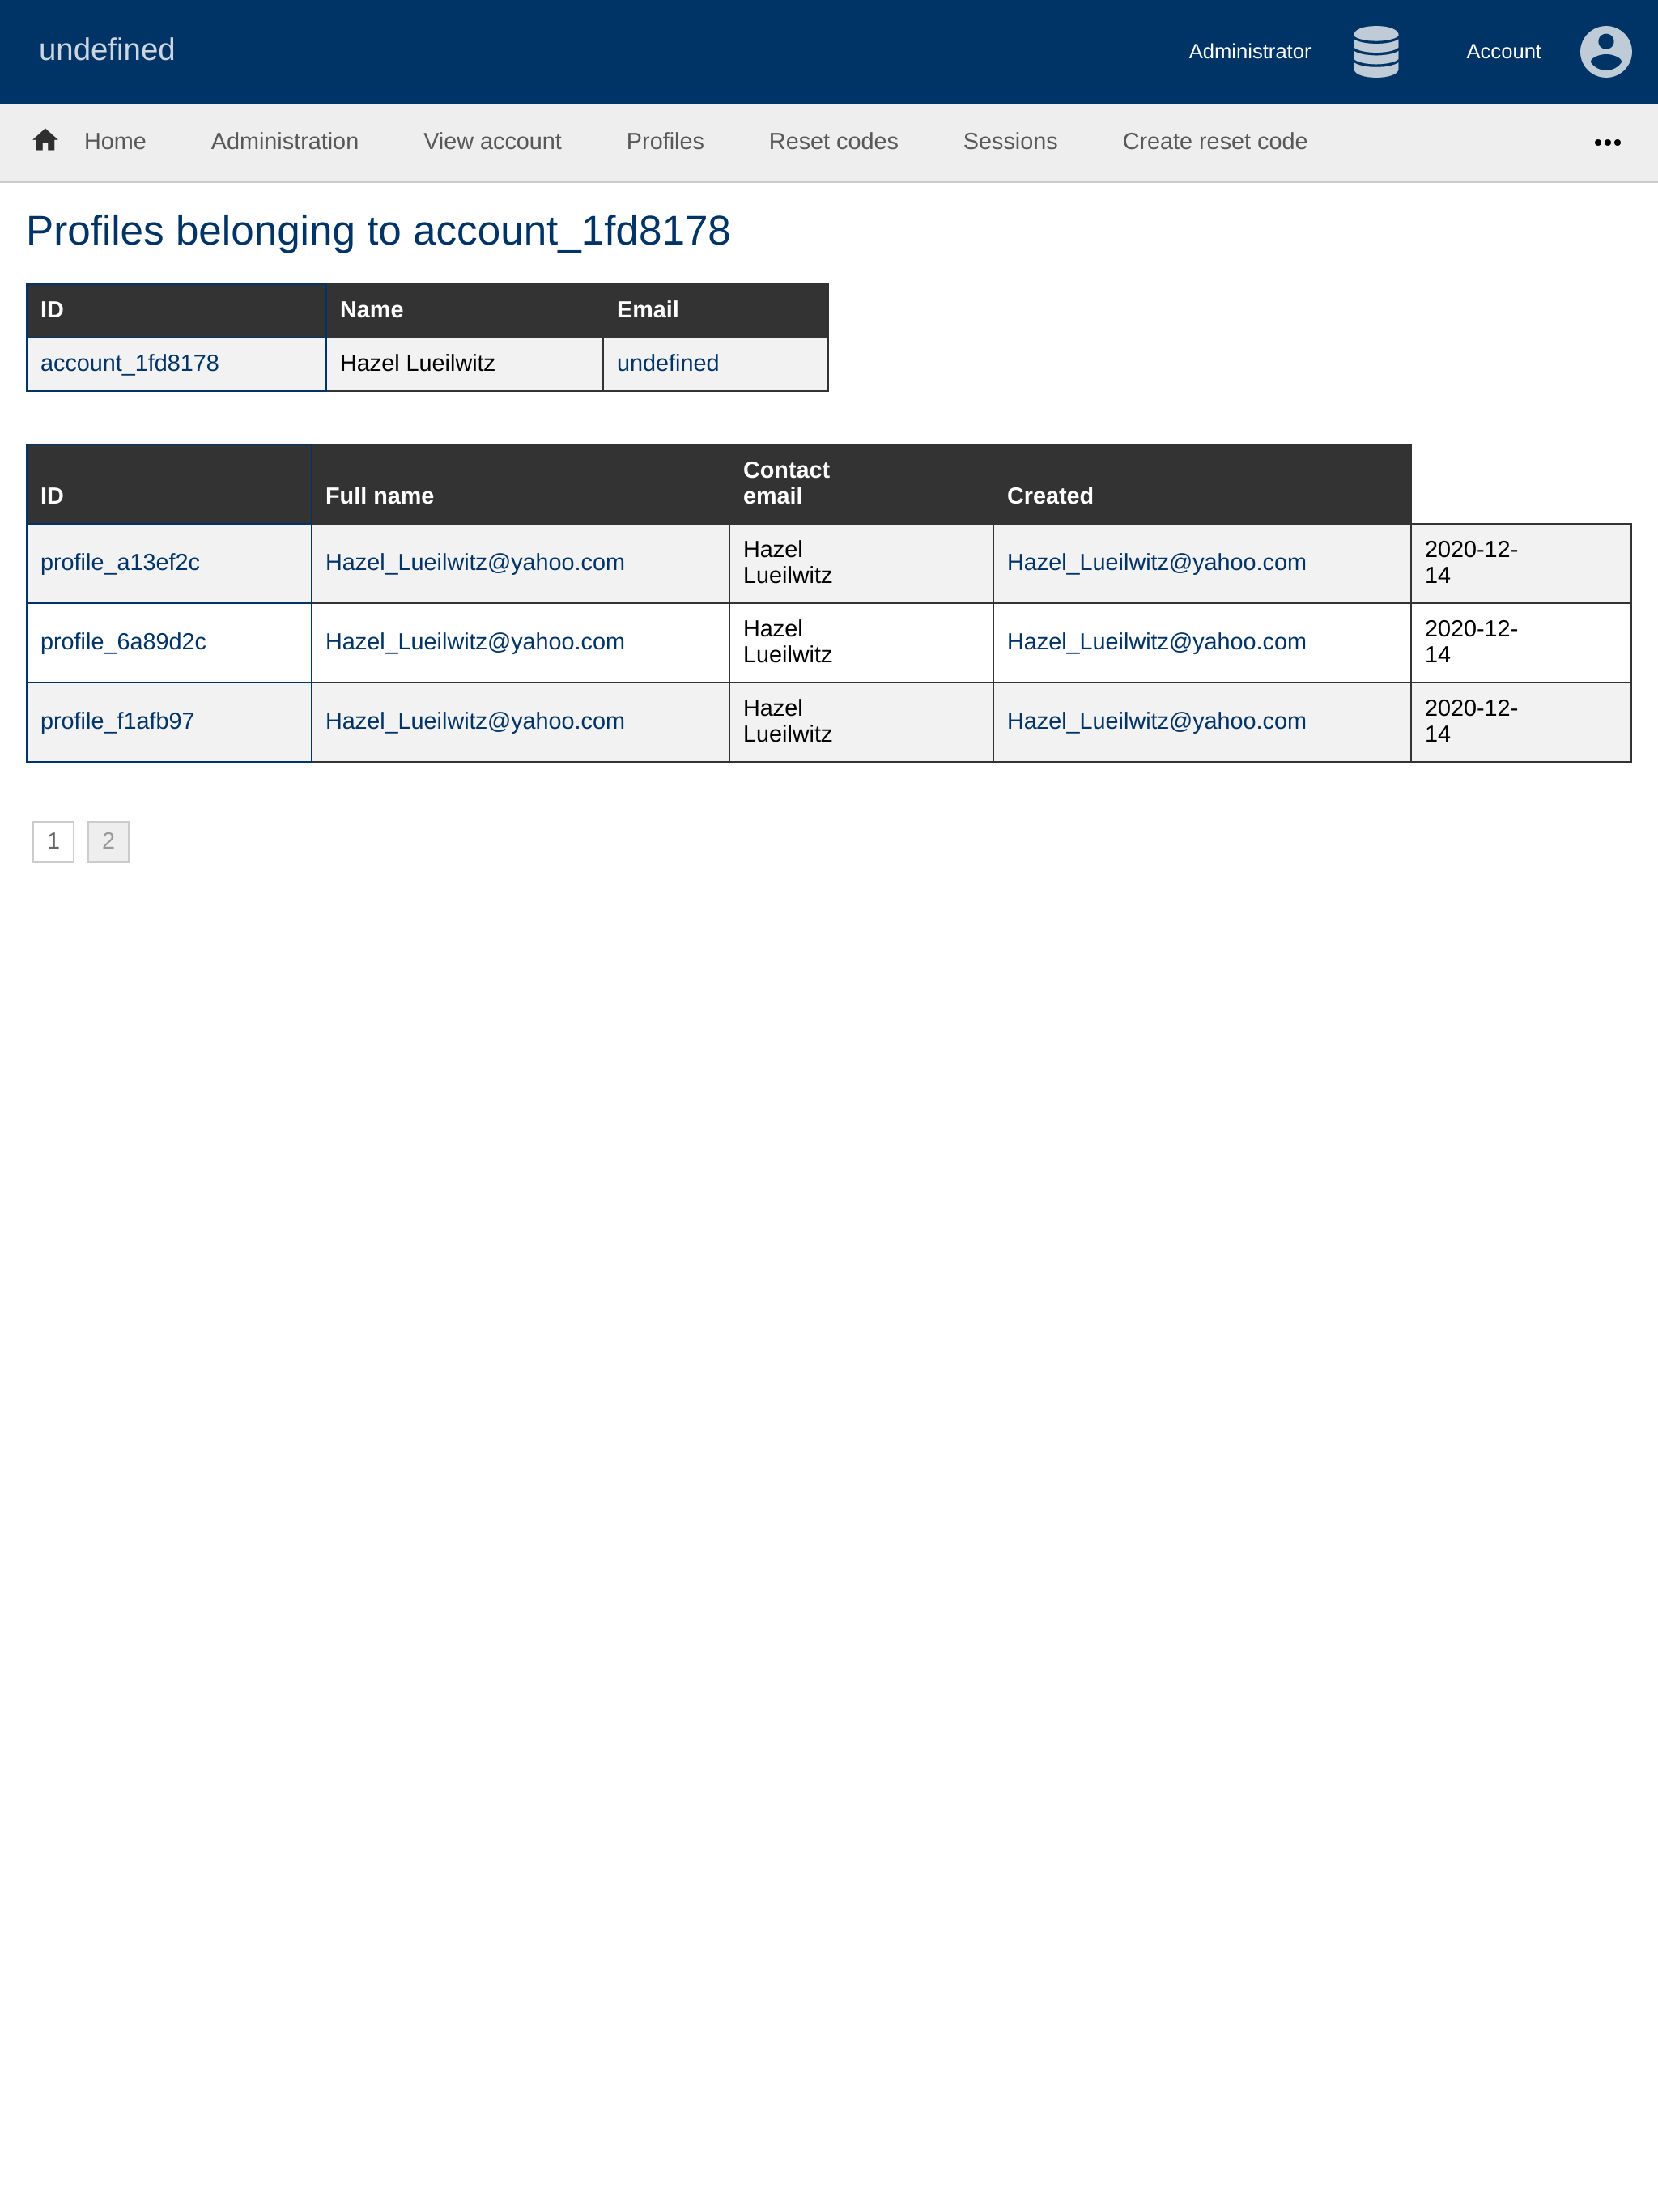 undefined
Administrator
Account
Home Administration View account Profiles Reset codes Sessions Create reset code
Profiles belonging to account_1fd8178
ID Name Email
account_1fd8178 Hazel Lueilwitz undefined
ID Full name Contact
email Created
profile_a13ef2c Hazel_Lueilwitz@yahoo.com Hazel
Lueilwitz Hazel_Lueilwitz@yahoo.com 2020-12-
14
profile_6a89d2c Hazel_Lueilwitz@yahoo.com Hazel
Lueilwitz Hazel_Lueilwitz@yahoo.com 2020-12-
14
profile_f1afb97 Hazel_Lueilwitz@yahoo.com Hazel
Lueilwitz Hazel_Lueilwitz@yahoo.com 2020-12-
14
1 2